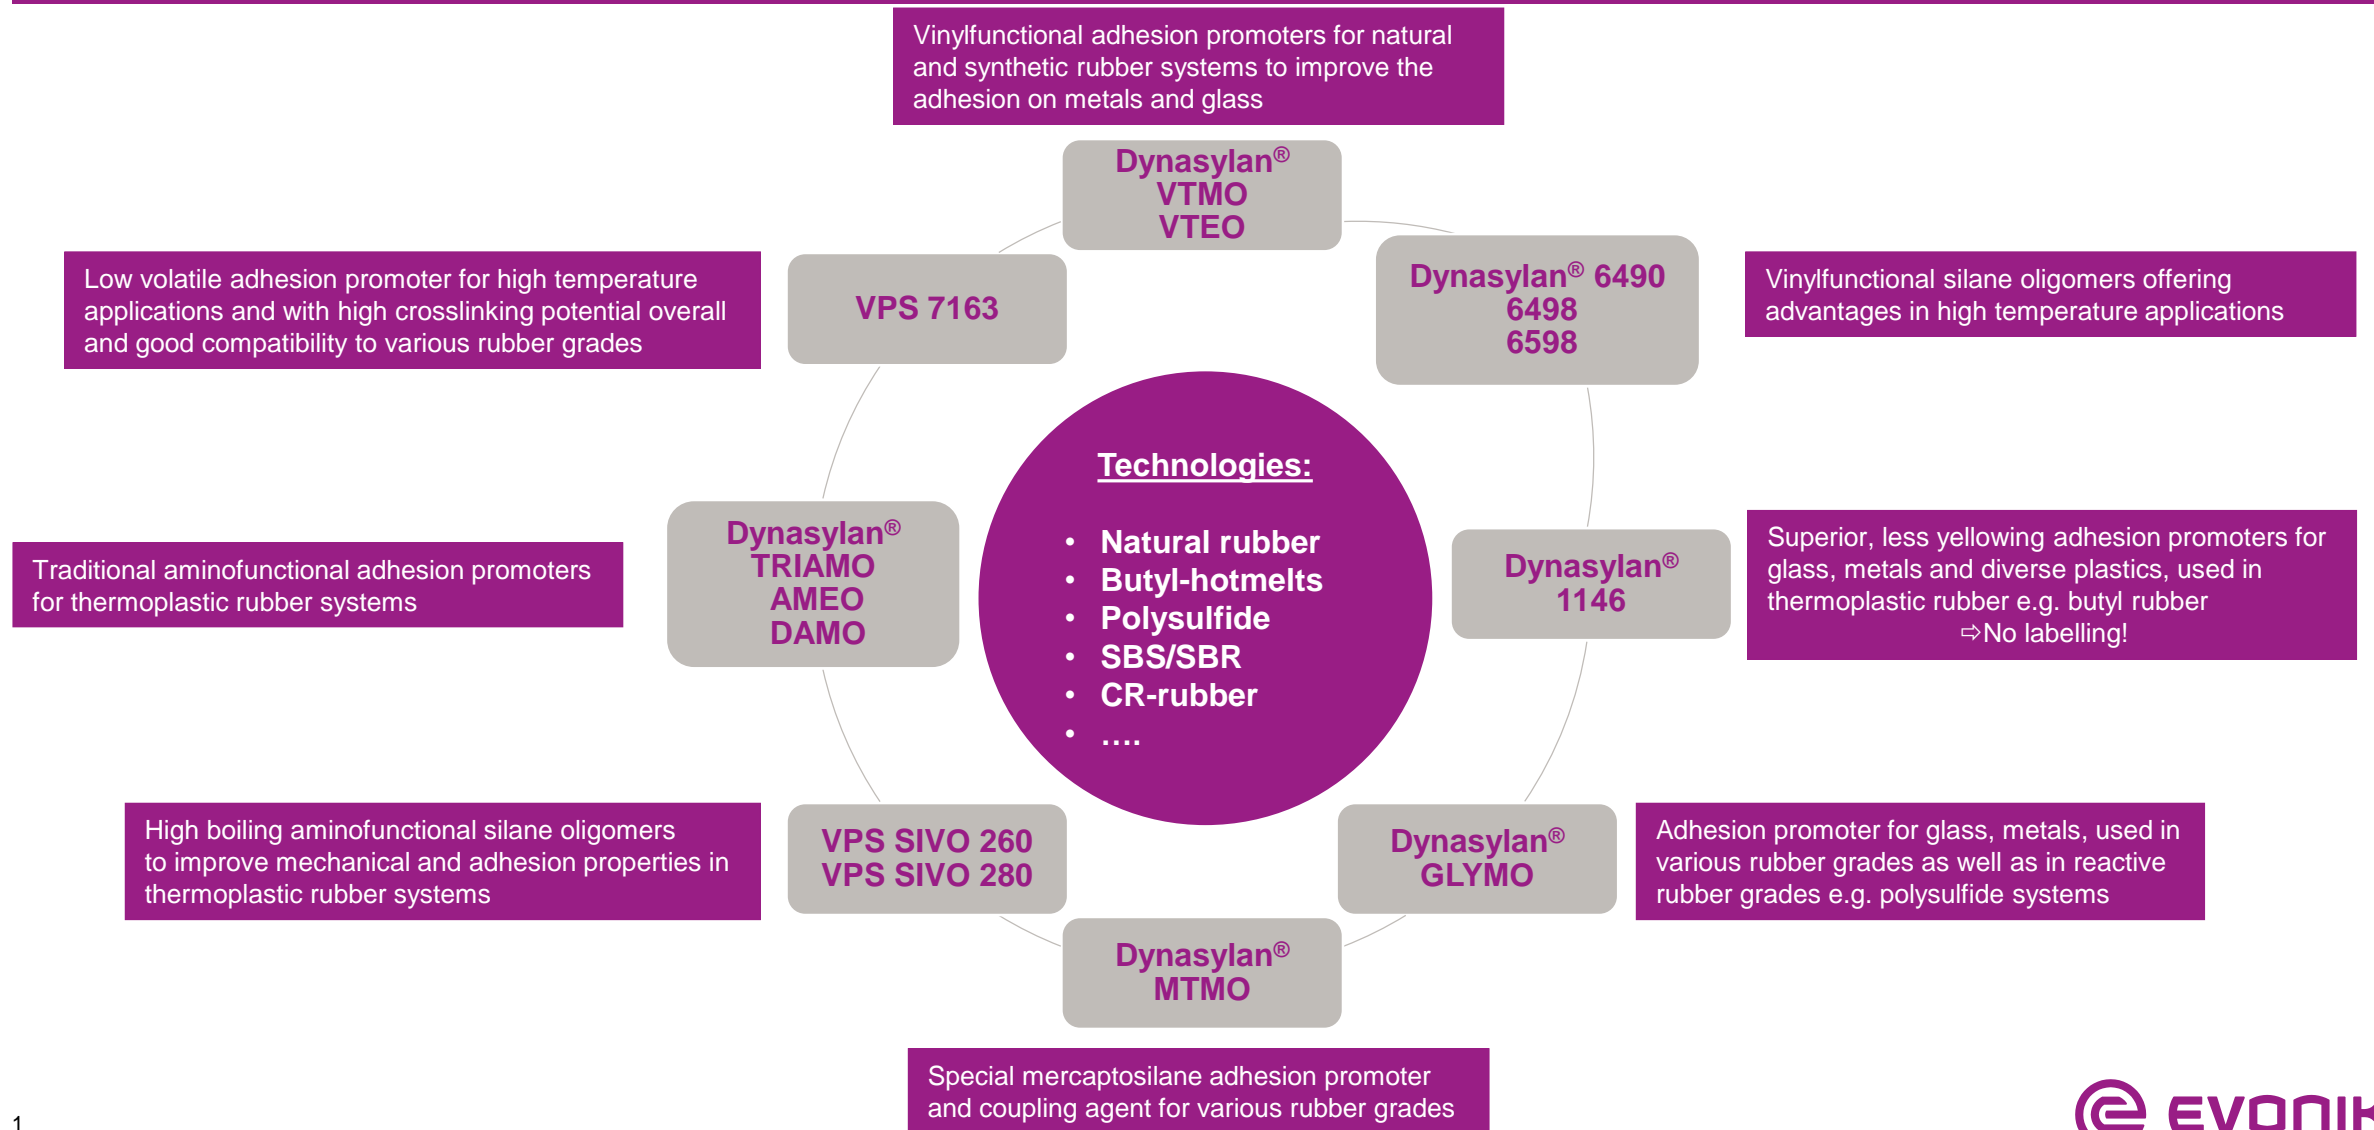 Vinylfunctional adhesion promoters for natural
and synthetic rubber systems to improve the
adhesion on metals and glass
Dynasylan®
VTMO
VTEO
Low volatile adhesion promoter for high temperature
applications and with high crosslinking potential overall
and good compatibility to various rubber grades
VPS 7163
Dynasylan® 6490
6498
6598
Vinylfunctional silane oligomers offering
advantages in high temperature applications
Technologies:
• Natural rubber
• Butyl-hotmelts
• Polysulfide
• SBS/SBR
• CR-rubber
• ....
Traditional aminofunctional adhesion promoters
for thermoplastic rubber systems
Dynasylan®
TRIAMO
AMEO
DAMO
Dynasylan®
1146
Superior, less yellowing adhesion promoters for
glass, metals and diverse plastics, used in
thermoplastic rubber e.g. butyl rubber
⇨No labelling!
High boiling aminofunctional silane oligomers
to improve mechanical and adhesion properties in
thermoplastic rubber systems
VPS SIVO 260
VPS SIVO 280
Dynasylan®
GLYMO
Adhesion promoter for glass, metals, used in
various rubber grades as well as in reactive
rubber grades e.g. polysulfide systems
Dynasylan®
MTMO
Special mercaptosilane adhesion promoter
and coupling agent for various rubber grades
1
EVONIK